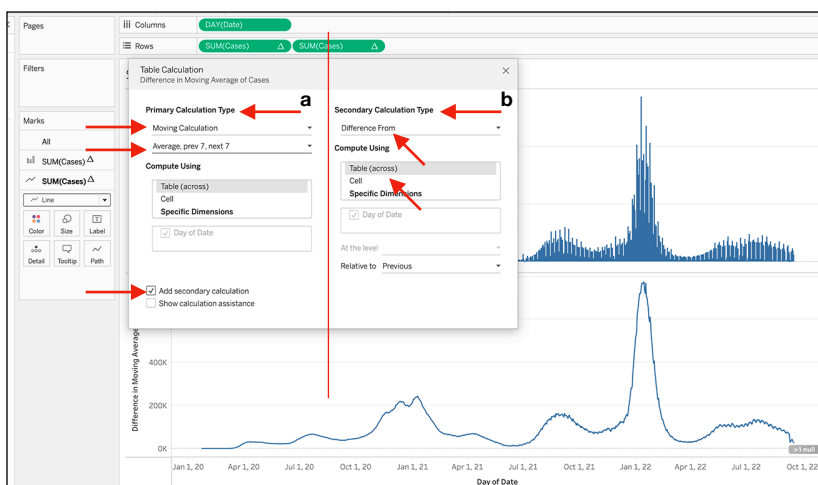 Pages
Columns
DAY(Date)
Rows
SUM(Cases)
SUM(Cases)
Filters
Marks
All
SUM(Cases)
SUM(Cases)
Line
Color
Size
Label
Detail
Tooltip
Path
Table Calculation
Difference in Moving Average of Cases
a
b
Primary Calculation Type
Moving Calculation
Average, prev 7, next 7
Compute Using
Table (across)
Cell
Specific Dimensions
Day of Date
Add secondary calculation
Show calculation assistance
Secondary Calculation Type
Difference From
Compute Using
Table (across)
Cell
Specific Dimensions
Day of Date
At the level
Relative to Previous
Difference in Moving Average
400K
200K
0K
>1 null
Jan 1, 20
Apr 1, 20
Jul 1, 20
Oct 1, 20
Jan 1, 21
Apr 1, 21
Jul 1, 21
Oct 1, 21
Jan 1, 22
Apr 1, 22
Jul 1, 22
Oct 1, 22
Day of Date